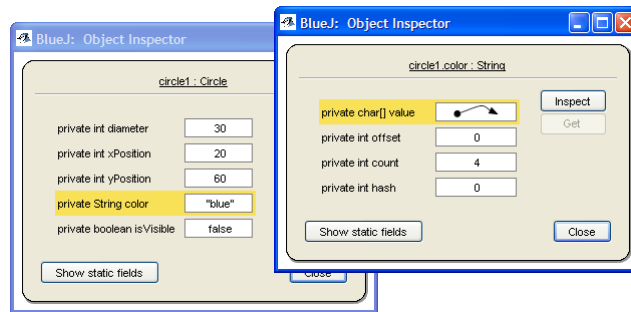 BlueJ: Object Inspector
circle1 : Circle
private int diameter 30
private int xPosition 20
private int yPosition 60
private String color "blue"
private boolean isVisible false
Show static fields
Close
BlueJ: Object Inspector
circle1.color : String
private char[] value
Inspect
Get
private int offset 0
private int count 4
private int hash 0
Show static fields
Close